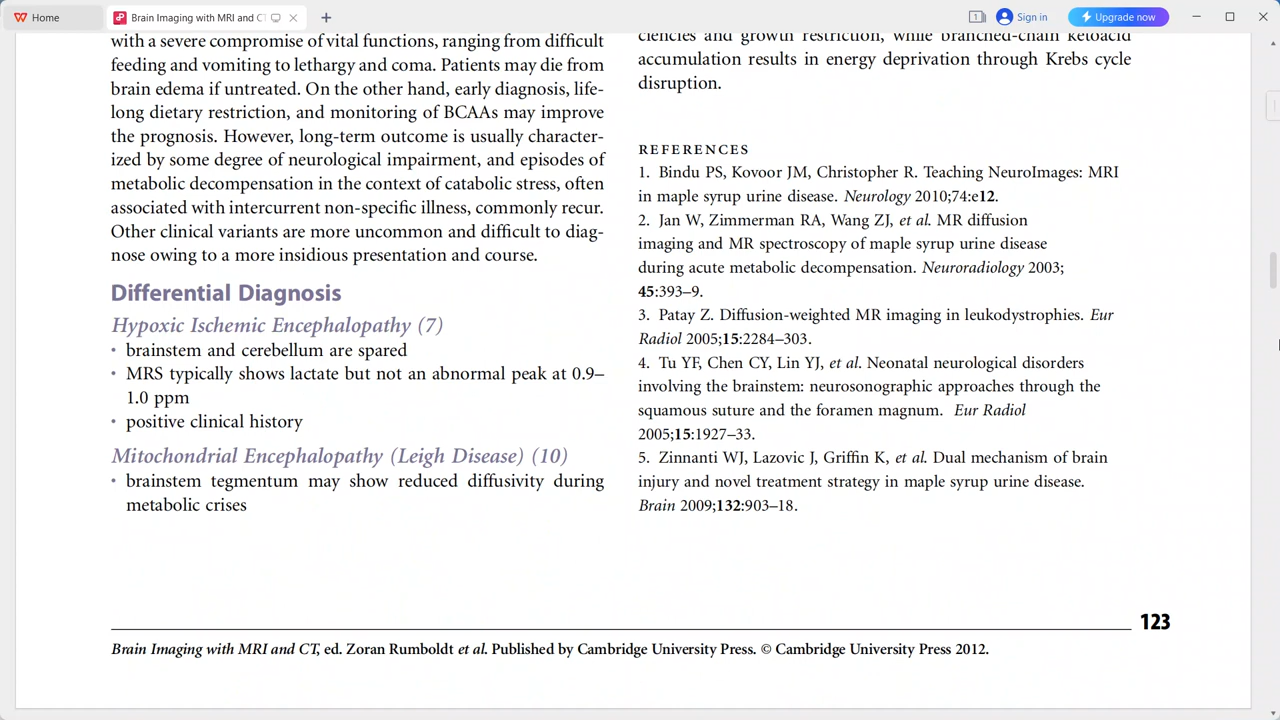 Home
Brain Imaging with MRI and C
1
Sign in
Upgrade now
with a severe compromise of vital functions, ranging from difficult
feeding and vomiting to lethargy and coma. Patients may die from
brain edema if untreated. On the other hand, early diagnosis, life-
long dietary restriction, and monitoring of BCAAs may improve
the prognosis. However, long-term outcome is usually character-
ized by some degree of neurological impairment, and episodes of
metabolic decompensation in the context of catabolic stress, often
associated with intercurrent non-specific illness, commonly recur.
Other clinical variants are more uncommon and difficult to diag-
nose owing to a more insidious presentation and course.
Differential Diagnosis
Hypoxic Ischemic Encephalopathy (7)
• brainstem and cerebellum are spared
• MRS typically shows lactate but not an abnormal peak at 0.9–
1.0 ppm
• positive clinical history
Mitochondrial Encephalopathy (Leigh Disease) (10)
• brainstem tegmentum may show reduced diffusivity during
metabolic crises
ciencies and growth restriction, while branched-chain ketoacid
accumulation results in energy deprivation through Krebs cycle
disruption.
REFERENCES
1. Bindu PS, Kovoor JM, Christopher R. Teaching NeuroImages: MRI
in maple syrup urine disease. Neurology 2010;74:e12.
2. Jan W, Zimmerman RA, Wang ZJ, et al. MR diffusion
imaging and MR spectroscopy of maple syrup urine disease
during acute metabolic decompensation. Neuroradiology 2003;
45:393–9.
3. Patay Z. Diffusion-weighted MR imaging in leukodystrophies. Eur
Radiol 2005;15:2284–303.
4. Tu YF, Chen CY, Lin YJ, et al. Neonatal neurological disorders
involving the brainstem: neurosonographic approaches through the
squamous suture and the foramen magnum. Eur Radiol
2005;15:1927–33.
5. Zinnanti WJ, Lazovic J, Griffin K, et al. Dual mechanism of brain
injury and novel treatment strategy in maple syrup urine disease.
Brain 2009;132:903–18.
123
Brain Imaging with MRI and CT, ed. Zoran Rumboldt et al. Published by Cambridge University Press. © Cambridge University Press 2012.